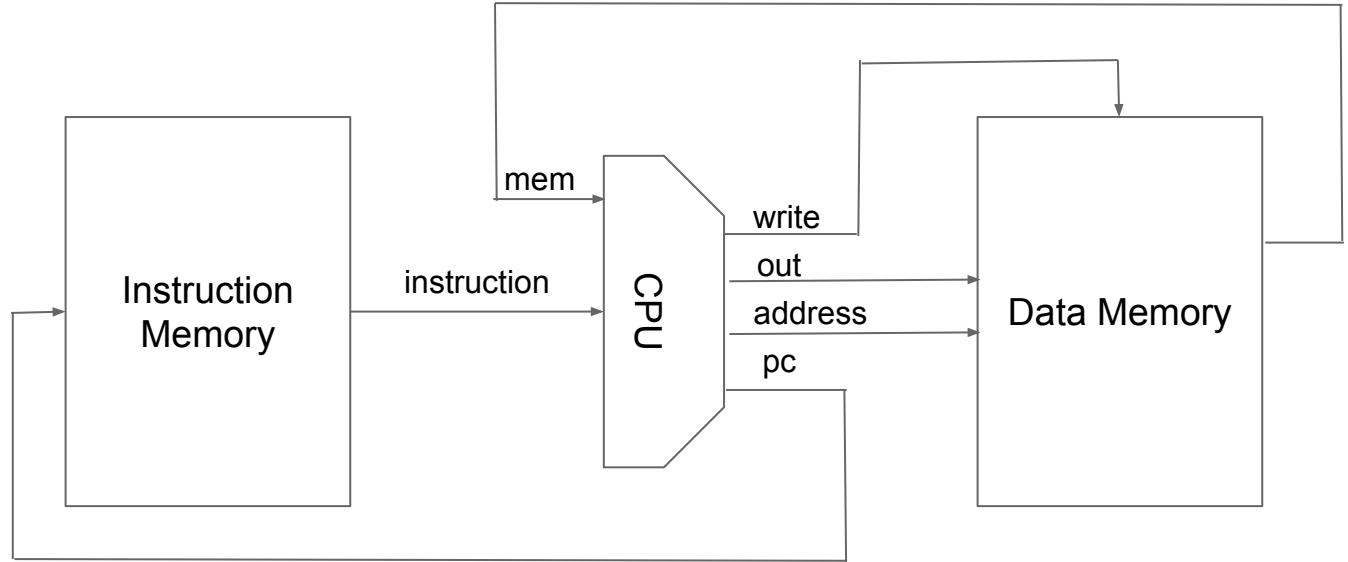 mem
write
out
instruction
address
pc
Instruction
Memory
CPU
Data Memory